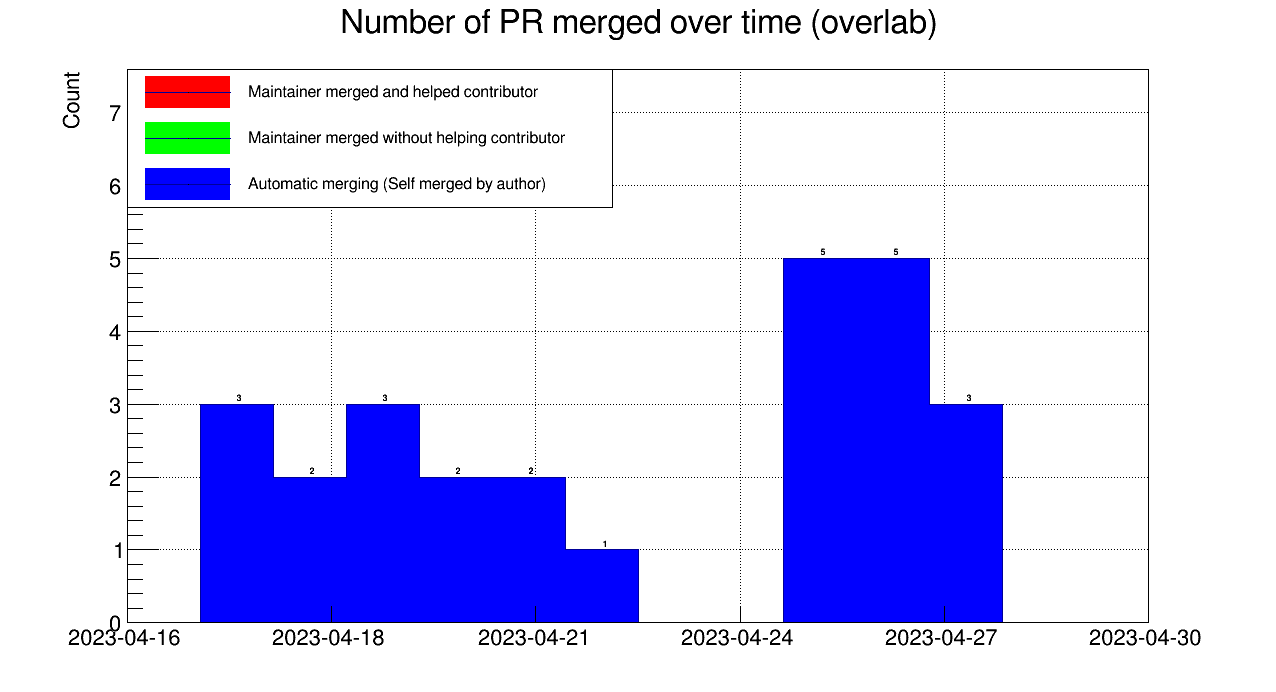 Number of PR merged over time (overlab)
Count
Maintainer merged and helped contributor
Maintainer merged without helping contributor
Automatic merging (Self merged by author)
7
6
5
4
3
2
1
0
3
2
3
2
2
1
5
5
3
2023-04-16 2023-04-18 2023-04-21 2023-04-24 2023-04-27 2023-04-30